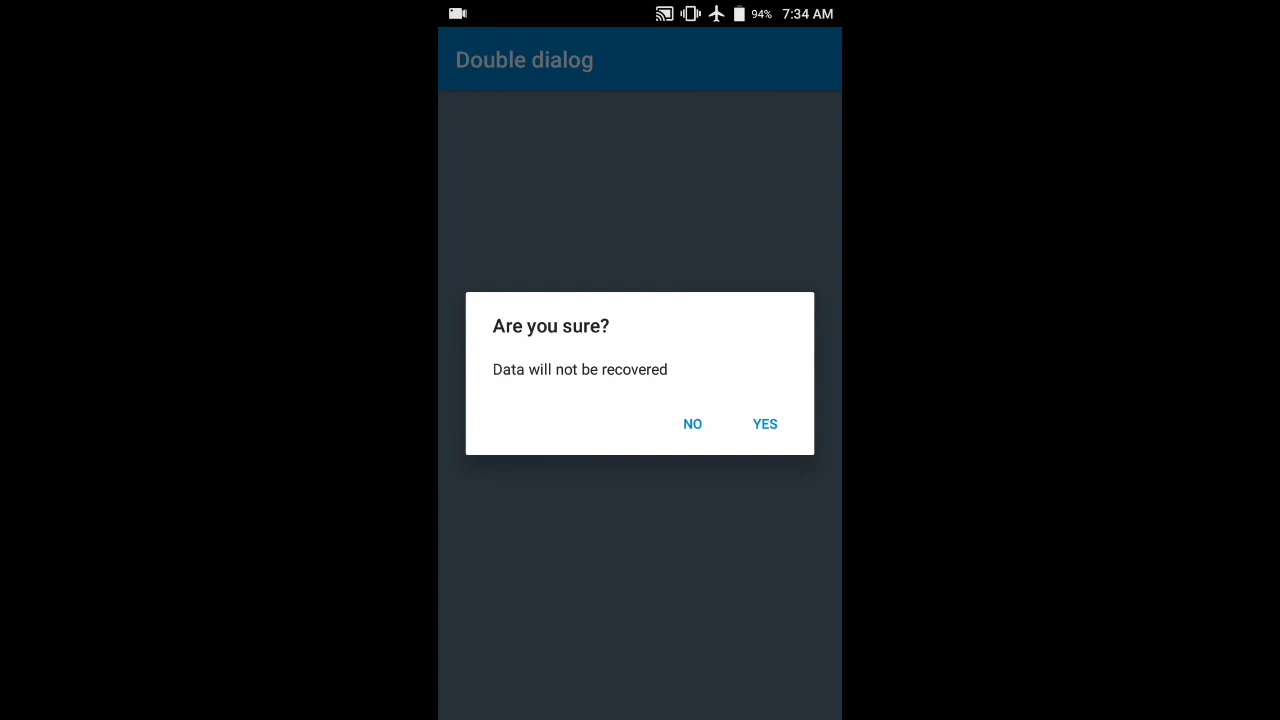 94% 7:34 AM
Double dialog
Are you sure?
Data will not be recovered
NO YES